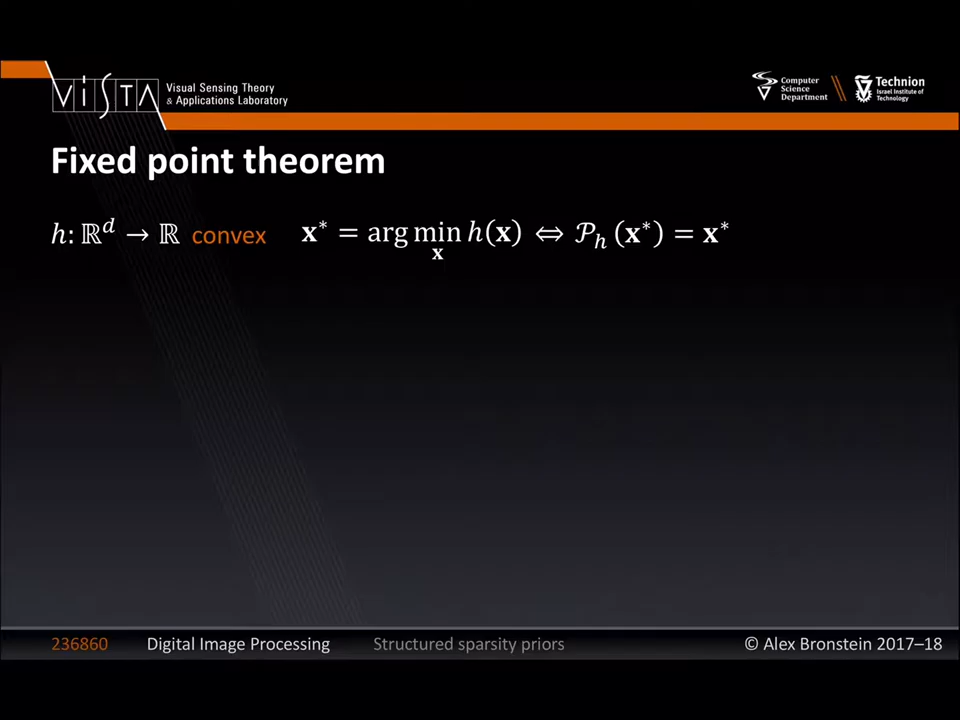 VISTA Visual Sensing Theory
& Applications Laboratory
Computer
Science
Department
Technion
Israel Institute of
Technology
Fixed point theorem
h: ℝ^d → ℝ convex 𝐱* = arg min_𝐱 h(𝐱) ⇔ 𝒫_h (𝐱*) = 𝐱*
236860 Digital Image Processing Structured sparsity priors © Alex Bronstein 2017–18